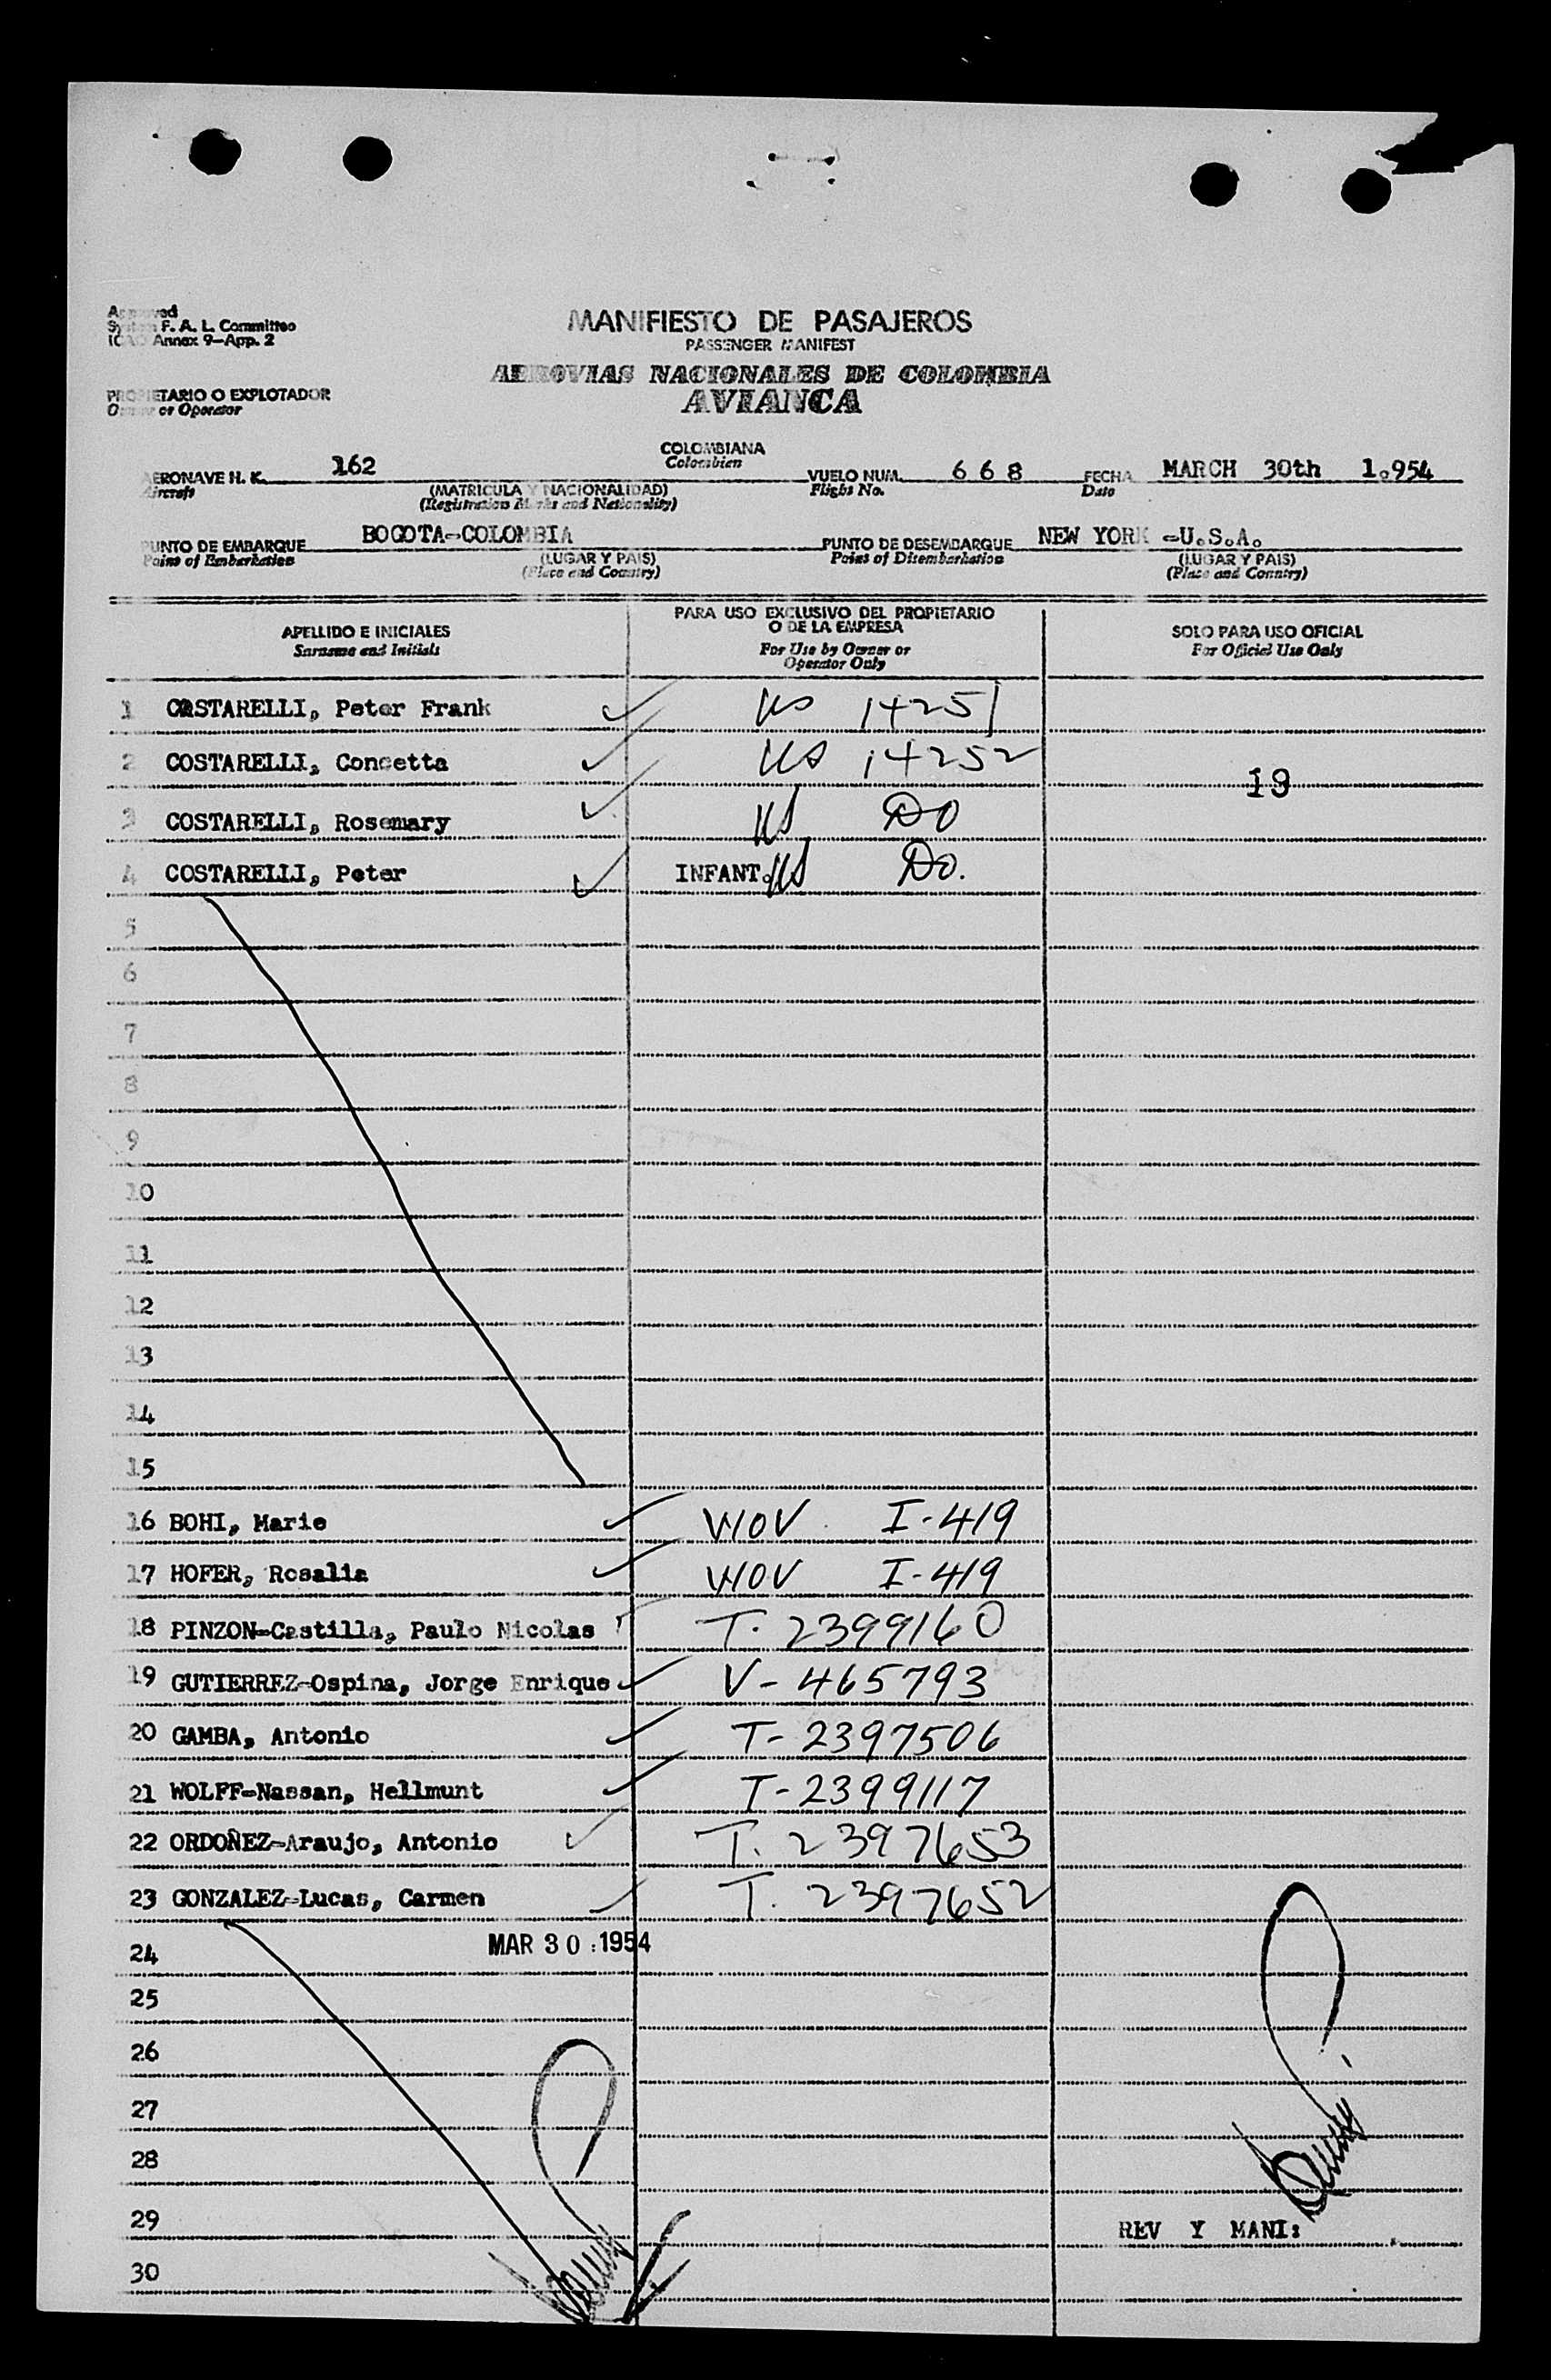 Approved
System F. A. L. Committee
ICAO Annex 9-App. 2
MANIFIESTO DE PASAJEROS
PASSENGER MANIFEST
AEROVIAS NACIONALES DE COLOMBIA
AVIANCA
PROPIETARIO O EXPLOTADOR
Owner or Operator
COLOMBIANA
Colombien
AERONAVE H. K. 162
Aircraft
(MATRICULA Y NACIONALIDAD)
(Registration Marks and Nationality)
VUELO NUM. 6 6 8
Flight No.
FECHA MARCH 30th 1.954
Date
PUNTO DE EMBARQUE BOGOTA-COLOMBIA
Point of Embarkation
(LUGAR Y PAIS)
(Place and Country)
PUNTO DE DESEMBARQUE NEW YORK -U.S.A.
Point of Disembarkation
(LUGAR Y PAIS)
(Place and Country)
APELLIDO E INICIALES
Surname and Initials
PARA USO EXCLUSIVO DEL PROPIETARIO
O DE LA EMPRESA
For Use by Owner or
Operator Only
SOLO PARA USO OFICIAL
For Official Use Only
1 COSTARELLI, Peter Frank US 14251
2 COSTARELLI, Concetta US 14252
19
3 COSTARELLI, Rosemary US DO
4 COSTARELLI, Peter INFANT. US DO.
5
6
7
8
9
10
11
12
13
14
15
16 BOHI, Marie WOV I-419
17 HOFER, Rosalia WOV I-419
18 PINZON-Castilla, Paulo Nicolas T. 2399160
19 GUTIERREZ-Ospina, Jorge Enrique V- 465793
20 GAMBA, Antonio T- 2397506
21 WOLFF-Nassan, Hellmunt T-2399117
22 ORDOÑEZ-Araujo, Antonio T. 2397653
23 GONZALEZ-Lucas, Carmen T. 2397652
24 MAR 30 1954
25
26
27
28
29 REV Y MANI:
30